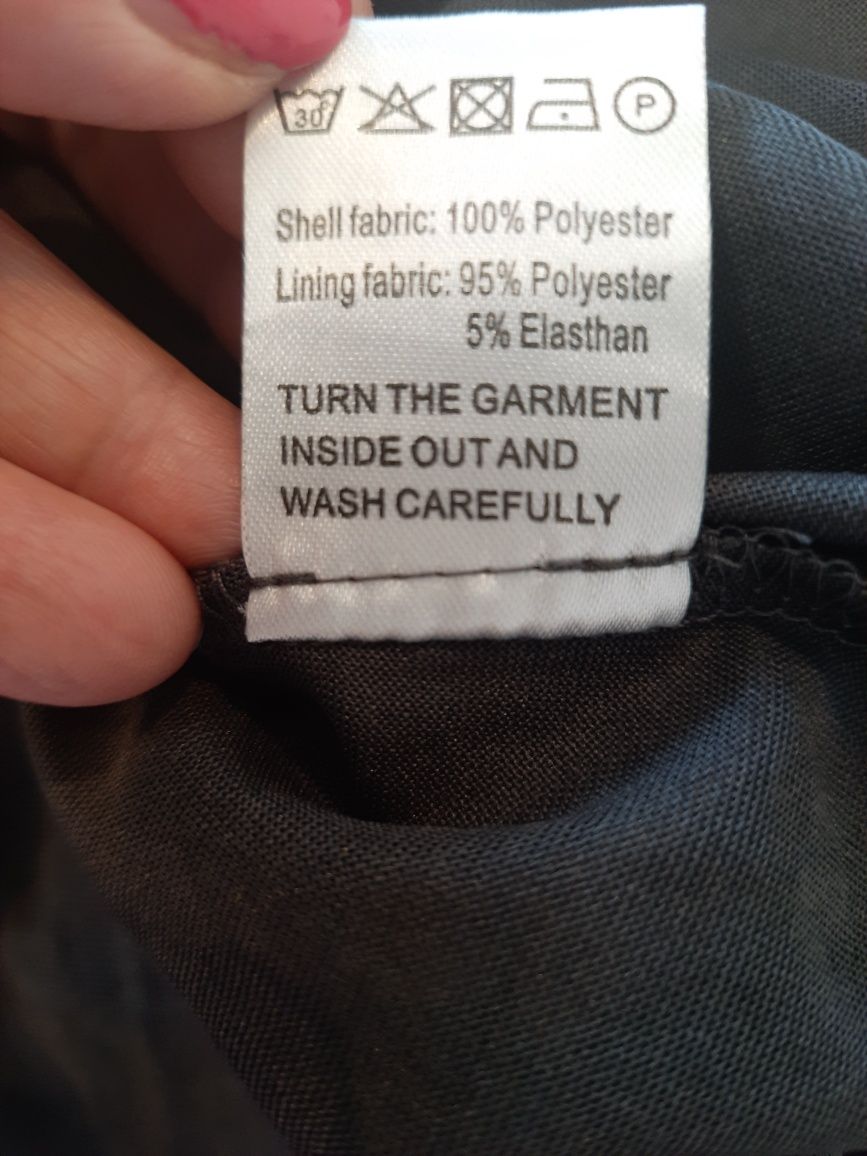 30° P
Shell fabric: 100% Polyester
Lining fabric: 95% Polyester
5% Elasthan
TURN THE GARMENT
INSIDE OUT AND
WASH CAREFULLY